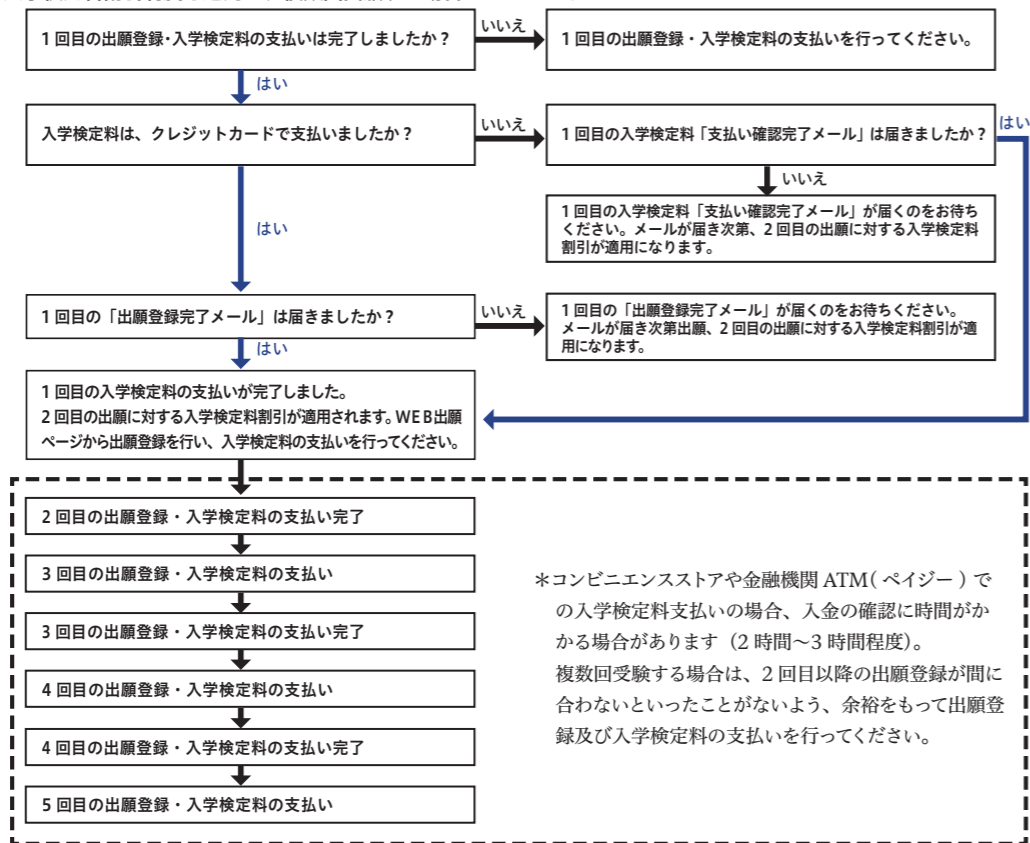 1回目の出願登録・入学検定料の支払いは完了しましたか？
いいえ
1回目の出願登録・入学検定料の支払いを行ってください。
はい
入学検定料は、クレジットカードで支払いましたか？
いいえ
1回目の入学検定料「支払い確認完了メール」は届きましたか？
はい
いいえ
1回目の入学検定料「支払い確認完了メール」が届くのをお待ち
ください。メールが届き次第、2回目の出願に対する入学検定料
割引が適用になります。
はい
1回目の「出願登録完了メール」は届きましたか？
いいえ
1回目の「出願登録完了メール」が届くのをお待ちください。
メールが届き次第出願、2回目の出願に対する入学検定料割引が適
用になります。
はい
1回目の入学検定料の支払いが完了しました。
2回目の出願に対する入学検定料割引が適用されます。WEB出願
ページから出願登録を行い、入学検定料の支払いを行ってください。
2回目の出願登録・入学検定料の支払い完了
3回目の出願登録・入学検定料の支払い
3回目の出願登録・入学検定料の支払い完了
4回目の出願登録・入学検定料の支払い
4回目の出願登録・入学検定料の支払い完了
5回目の出願登録・入学検定料の支払い
＊コンビニエンスストアや金融機関ATM(ペイジー)で
の入学検定料支払いの場合、入金の確認に時間がか
かる場合があります（2時間～3時間程度）。
複数回受験する場合は、2回目以降の出願登録が間に
合わないといったことがないよう、余裕をもって出願登
録及び入学検定料の支払いを行ってください。